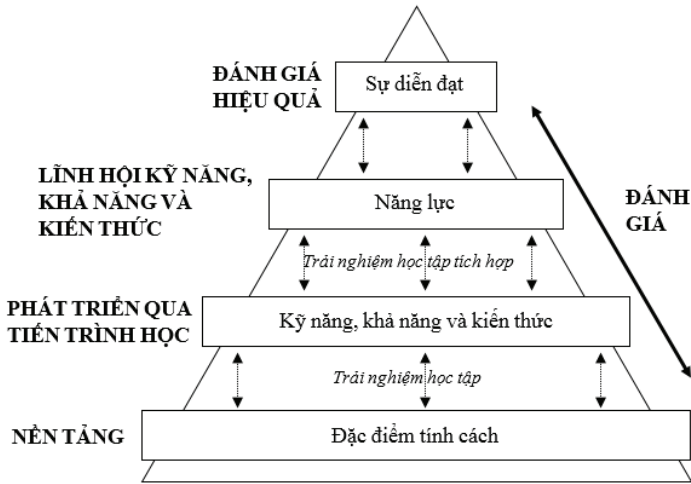 ĐÁNH GIÁ
HIỆU QUẢ
Sự diễn đạt
LĨNH HỘI KỸ NĂNG,
KHẢ NĂNG VÀ
KIẾN THỨC
Năng lực
ĐÁNH
GIÁ
Trải nghiệm học tập tích hợp
PHÁT TRIỂN QUA
TIẾN TRÌNH HỌC
Kỹ năng, khả năng và kiến thức
Trải nghiệm học tập
NỀN TẢNG
Đặc điểm tính cách